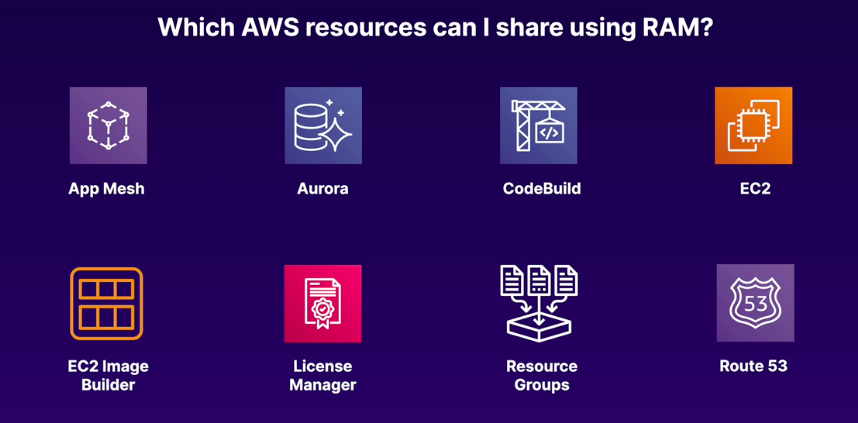 Which AWS resources can I share using RAM?
App Mesh
Aurora
</>
CodeBuild
EC2
EC2 Image
Builder
License
Manager
Resource
Groups
53
Route 53